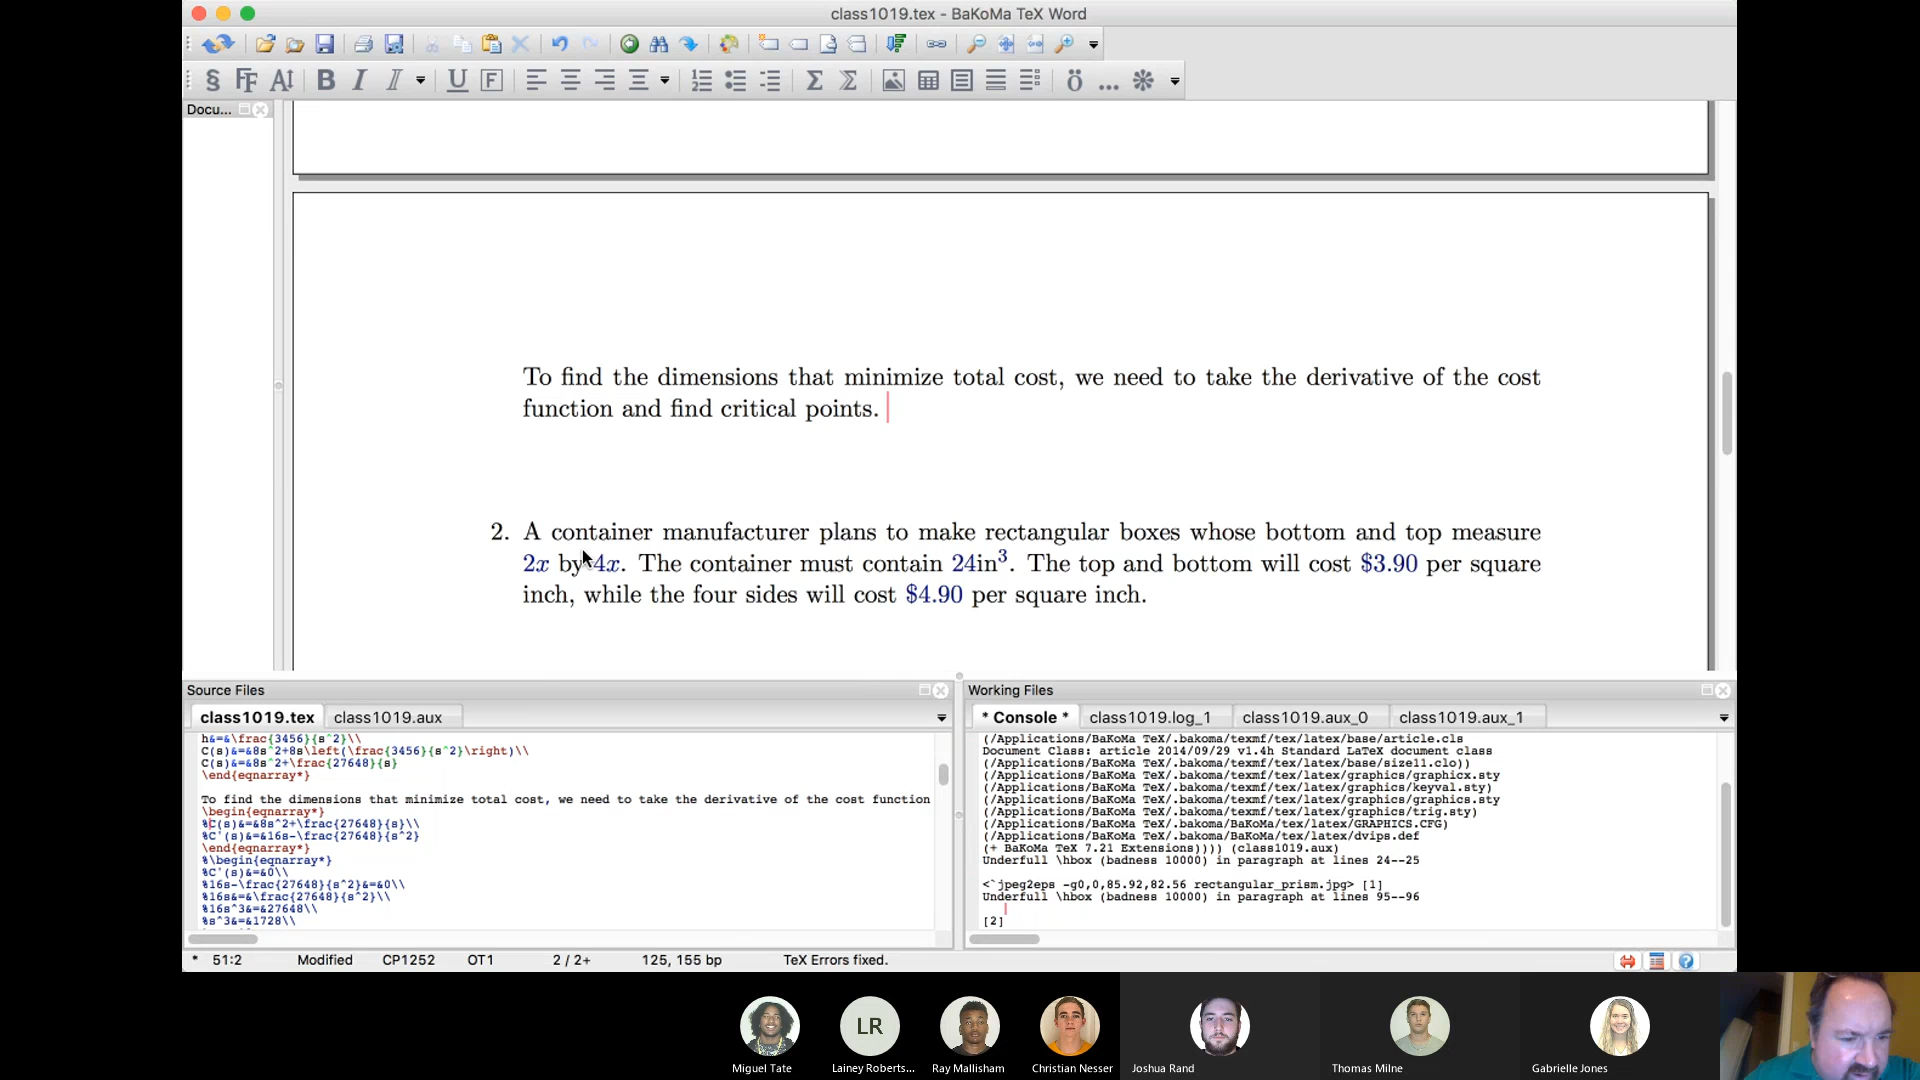 class1019.tex - BaKoMa TeX Word
Docu...
To find the dimensions that minimize total cost, we need to take the derivative of the cost
function and find critical points.
2. A container manufacturer plans to make rectangular boxes whose bottom and top measure
2x by 4x. The container must contain 24in³. The top and bottom will cost $3.90 per square
inch, while the four sides will cost $4.90 per square inch.
Source Files
class1019.tex class1019.aux
h&=&\frac{3456}{s^2}\\
C(s)&=&8s^2+8s\left(\frac{3456}{s^2}\right)\\
C(s)&=&8s^2+\frac{27648}{s}
\end{eqnarray*}
To find the dimensions that minimize total cost, we need to take the derivative of the cost function
\begin{eqnarray*}
%C(s)&=&8s^2+\frac{27648}{s}\\
%C'(s)&=&16s-\frac{27648}{s^2}
\end{eqnarray*}
%\begin{eqnarray*}
%C'(s)&=&0\\
%16s-\frac{27648}{s^2}&=&0\\
%16s&=&\frac{27648}{s^2}\\
%16s^3&=&27648\\
%s^3&=&1728\\
Working Files
* Console * class1019.log_1 class1019.aux_0 class1019.aux_1
(/Applications/BaKoMa TeX/.bakoma/texmf/tex/latex/base/article.cls
Document Class: article 2014/09/29 v1.4h Standard LaTeX document class
(/Applications/BaKoMa TeX/.bakoma/texmf/tex/latex/base/size11.clo))
(/Applications/BaKoMa TeX/.bakoma/texmf/tex/latex/graphics/graphicx.sty
(/Applications/BaKoMa TeX/.bakoma/texmf/tex/latex/graphics/keyval.sty)
(/Applications/BaKoMa TeX/.bakoma/texmf/tex/latex/graphics/graphics.sty
(/Applications/BaKoMa TeX/.bakoma/texmf/tex/latex/graphics/trig.sty)
(/Applications/BaKoMa TeX/.bakoma/BaKoMa/tex/latex/GRAPHICS.CFG)
(/Applications/BaKoMa TeX/.bakoma/BaKoMa/tex/latex/dvips.def
(+ BaKoMa TeX 7.21 Extensions)))) (class1019.aux)
Underfull \hbox (badness 10000) in paragraph at lines 24--25
<`jpeg2eps -g0,0,85.92,82.56 rectangular_prism.jpg> [1]
Underfull \hbox (badness 10000) in paragraph at lines 95--96
[2]
* 51:2 Modified CP1252 OT1 2 / 2+ 125, 155 bp TeX Errors fixed.
LR
Miguel Tate Lainey Roberts... Ray Mallisham Christian Nesser Joshua Rand Thomas Milne Gabrielle Jones